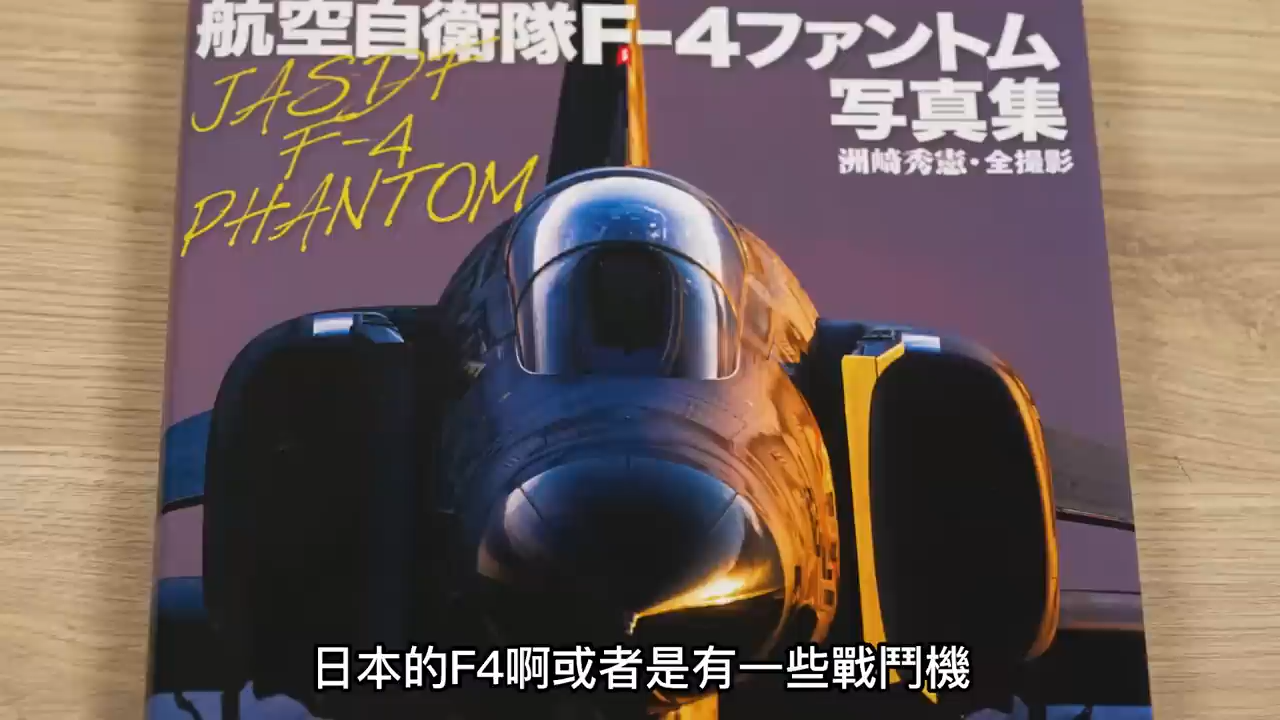 航空自衛隊F-4ファントム
写真集
洲﨑秀憲・全撮影
JASDF
F-4
PHANTOM
日本的F4啊或者是有一些戰鬥機